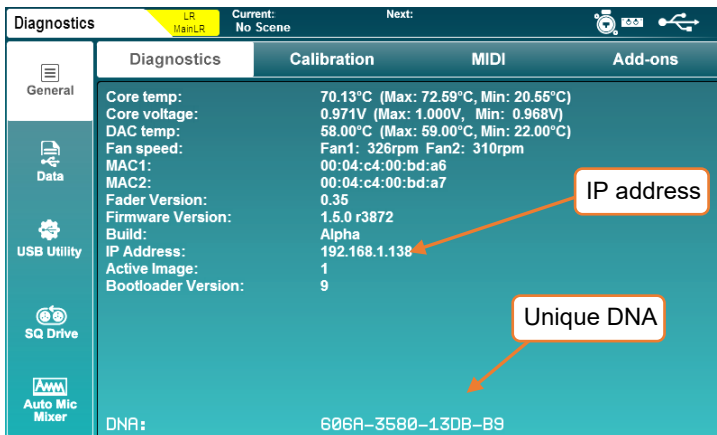 Diagnostics
LR
MainLR
Current:
No Scene
Next:
General
Data
USB Utility
SQ Drive
Auto Mic
Mixer
Diagnostics
Calibration
MIDI
Add-ons
Core temp: 70.13°C (Max: 72.59°C, Min: 20.55°C)
Core voltage: 0.971V (Max: 1.000V, Min: 0.968V)
DAC temp: 58.00°C (Max: 59.00°C, Min: 22.00°C)
Fan speed: Fan1: 326rpm Fan2: 310rpm
MAC1: 00:04:c4:00:bd:a6
MAC2: 00:04:c4:00:bd:a7
Fader Version: 0.35
Firmware Version: 1.5.0 r3872
Build: Alpha
IP Address: 192.168.1.138
Active Image: 1
Bootloader Version: 9
IP address
Unique DNA
DNA: 606A-3580-13DB-B9